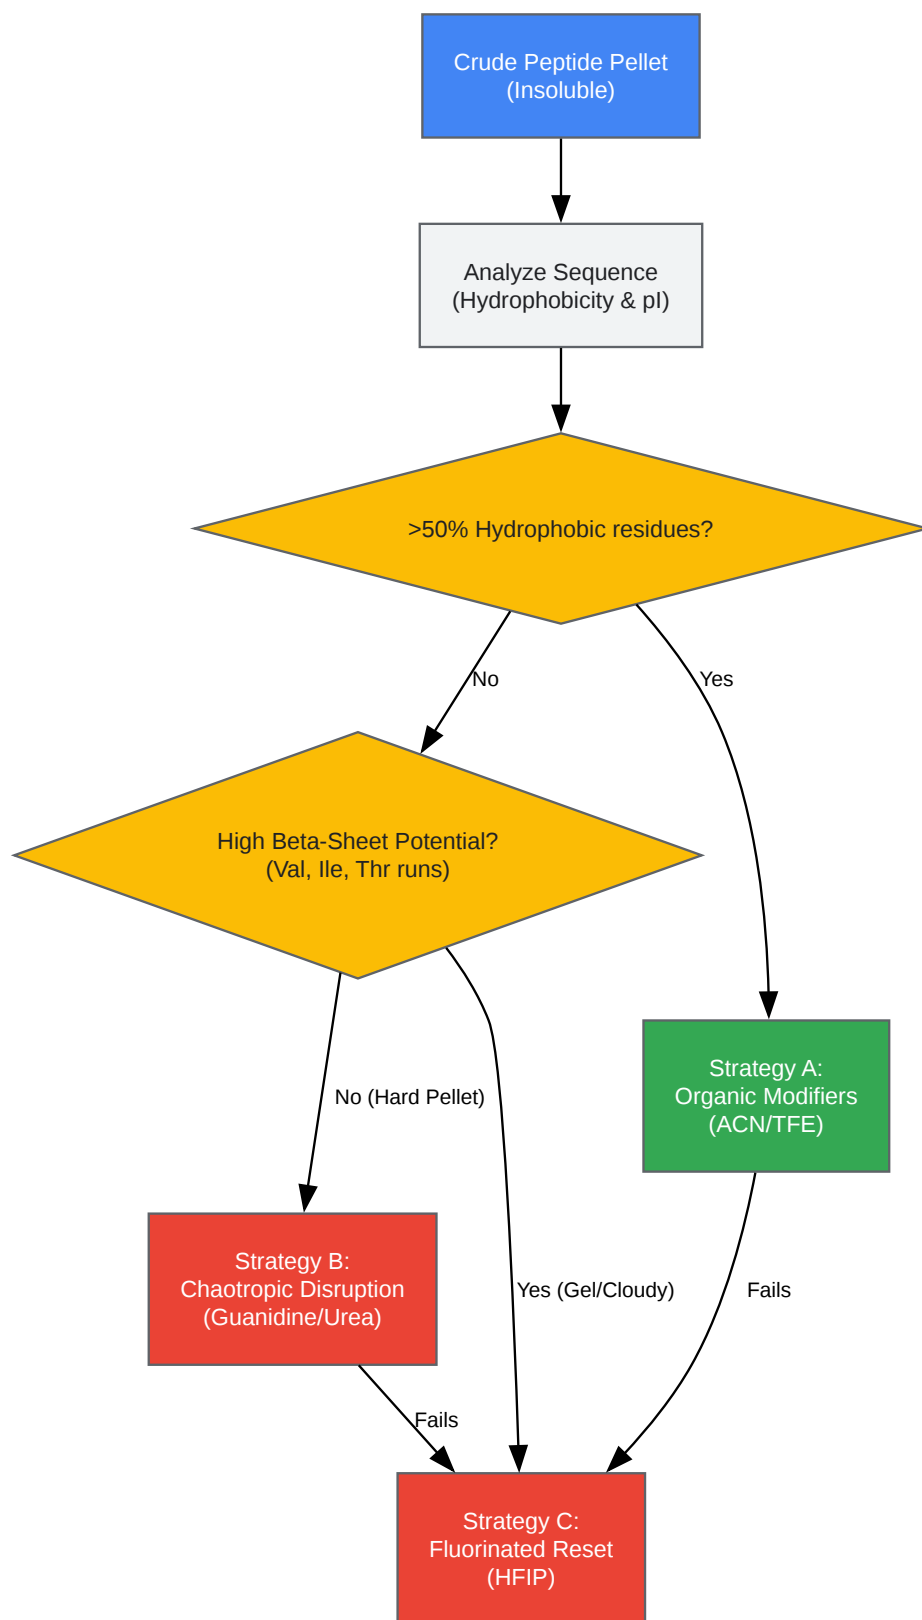 Crude Peptide Pellet
(Insoluble)
Analyze Sequence
(Hydrophobicity & pI)
>50% Hydrophobic residues?
No
Yes
High Beta-Sheet Potential?
(Val, Ile, Thr runs)
Strategy A:
Organic Modifiers
(ACN/TFE)
No (Hard Pellet)
Strategy B:
Chaotropic Disruption
(Guanidine/Urea)
Yes (Gel/Cloudy)
Fails
Fails
Strategy C:
Fluorinated Reset
(HFIP)